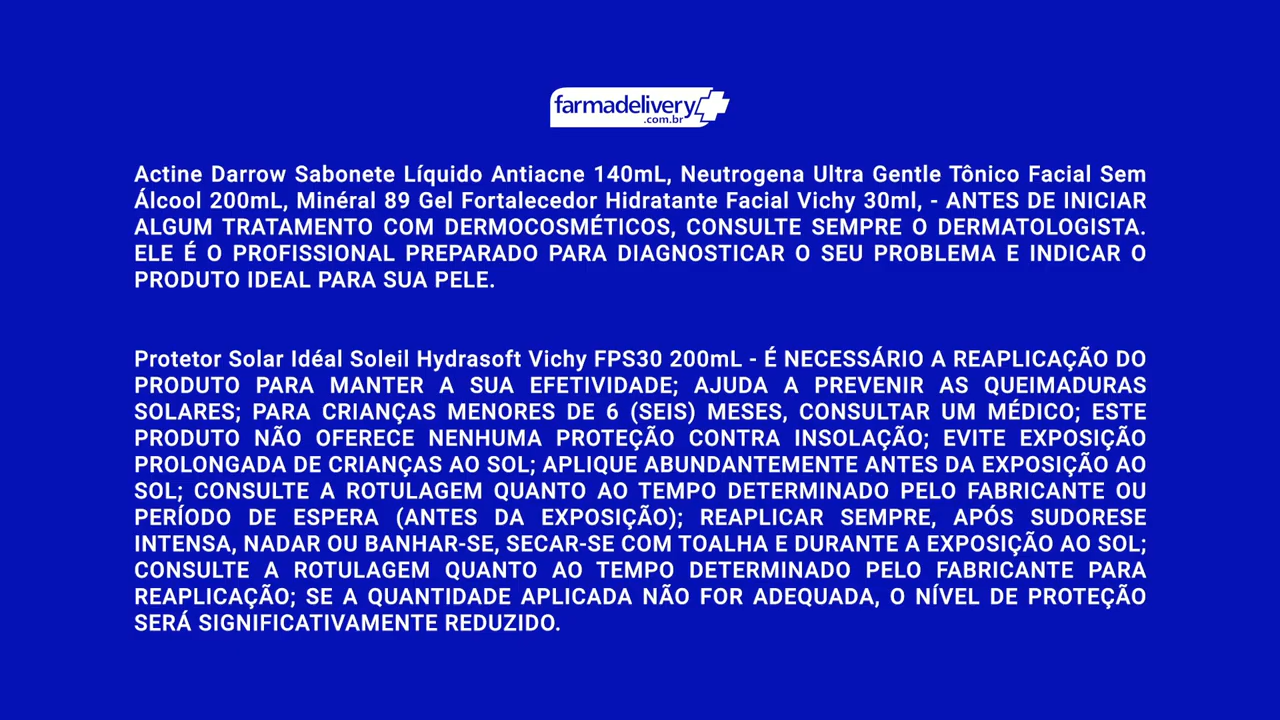 farmadelivery
.com.br
Actine Darrow Sabonete Líquido Antiacne 140mL, Neutrogena Ultra Gentle Tônico Facial Sem
Álcool 200mL, Minéral 89 Gel Fortalecedor Hidratante Facial Vichy 30ml, - ANTES DE INICIAR
ALGUM TRATAMENTO COM DERMOCOSMÉTICOS, CONSULTE SEMPRE O DERMATOLOGISTA.
ELE É O PROFISSIONAL PREPARADO PARA DIAGNOSTICAR O SEU PROBLEMA E INDICAR O
PRODUTO IDEAL PARA SUA PELE.
Protetor Solar Idéal Soleil Hydrasoft Vichy FPS30 200mL - É NECESSÁRIO A REAPLICAÇÃO DO
PRODUTO PARA MANTER A SUA EFETIVIDADE; AJUDA A PREVENIR AS QUEIMADURAS
SOLARES; PARA CRIANÇAS MENORES DE 6 (SEIS) MESES, CONSULTAR UM MÉDICO; ESTE
PRODUTO NÃO OFERECE NENHUMA PROTEÇÃO CONTRA INSOLAÇÃO; EVITE EXPOSIÇÃO
PROLONGADA DE CRIANÇAS AO SOL; APLIQUE ABUNDANTEMENTE ANTES DA EXPOSIÇÃO AO
SOL; CONSULTE A ROTULAGEM QUANTO AO TEMPO DETERMINADO PELO FABRICANTE OU
PERÍODO DE ESPERA (ANTES DA EXPOSIÇÃO); REAPLICAR SEMPRE, APÓS SUDORESE
INTENSA, NADAR OU BANHAR-SE, SECAR-SE COM TOALHA E DURANTE A EXPOSIÇÃO AO SOL;
CONSULTE A ROTULAGEM QUANTO AO TEMPO DETERMINADO PELO FABRICANTE PARA
REAPLICAÇÃO; SE A QUANTIDADE APLICADA NÃO FOR ADEQUADA, O NÍVEL DE PROTEÇÃO
SERÁ SIGNIFICATIVAMENTE REDUZIDO.